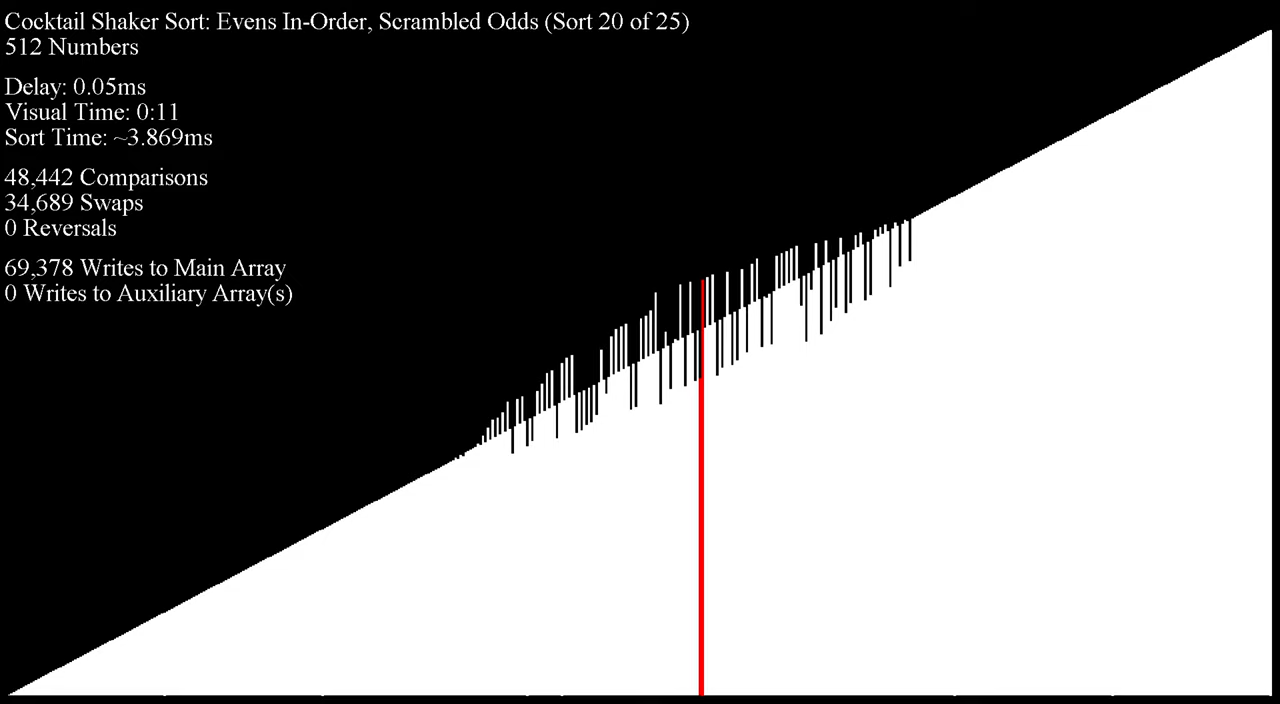 Cocktail Shaker Sort: Evens In-Order, Scrambled Odds (Sort 20 of 25)
512 Numbers
Delay: 0.05ms
Visual Time: 0:11
Sort Time: ~3.869ms
48,442 Comparisons
34,689 Swaps
0 Reversals
69,378 Writes to Main Array
0 Writes to Auxiliary Array(s)